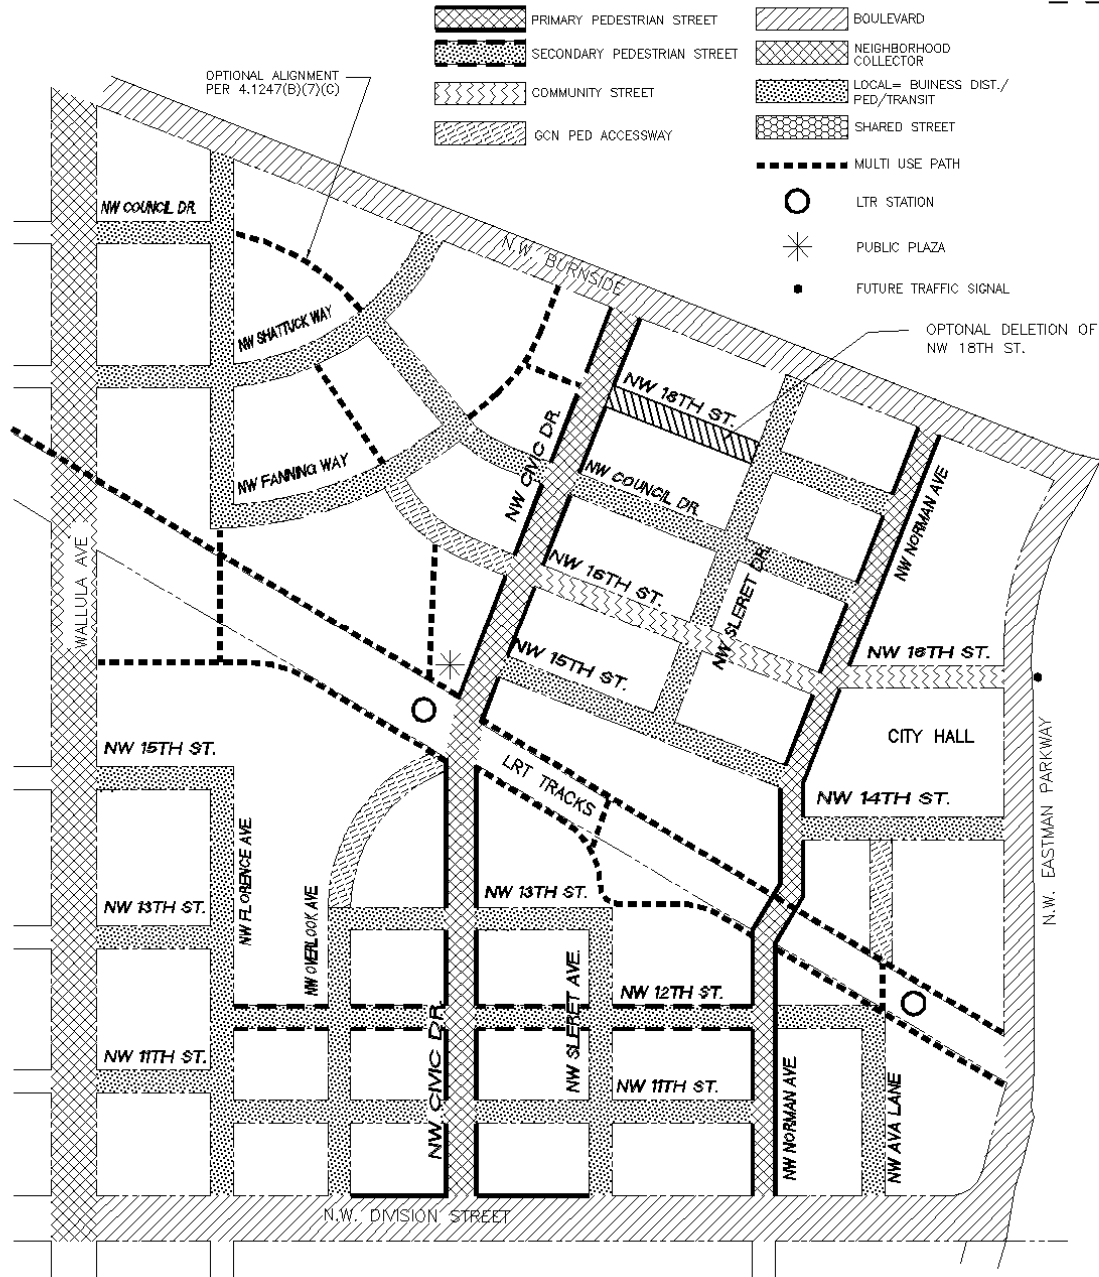 PRIMARY PEDESTRIAN STREET
SECONDARY PEDESTRIAN STREET
COMMUNITY STREET
GCN PED ACCESSWAY
BOULEVARD
NEIGHBORHOOD
COLLECTOR
LOCAL= BUINESS DIST./
PED/TRANSIT
SHARED STREET
MULTI USE PATH
LTR STATION
PUBLIC PLAZA
FUTURE TRAFFIC SIGNAL
OPTIONAL ALIGNMENT
PER 4.1247(B)(7)(C)
OPTIONAL DELETION OF
NW 18TH ST.
NW COUNCIL DR.
N.W. BURNSIDE
NW SHATTUCK WAY
NW 18TH ST.
NW CIVIC DR.
NW FANNING WAY
NW COUNCIL DR.
NW NORMAN AVE
WALLULA AVE
NW 16TH ST.
NW SLERET DR.
NW 15TH ST.
NW 16TH ST.
CITY HALL
NW 15TH ST.
LRT TRACKS
NW 14TH ST.
N.W. EASTMAN PARKWAY
NW FLORENCE AVE.
NW 13TH ST.
NW OVERLOOK AVE
NW 13TH ST.
NW SLERET AVE.
NW 12TH ST.
NW CIVIC DR.
NW 11TH ST.
NW 11TH ST.
NW NORMAN AVE.
NW AVA LANE
N.W. DIVISION STREET